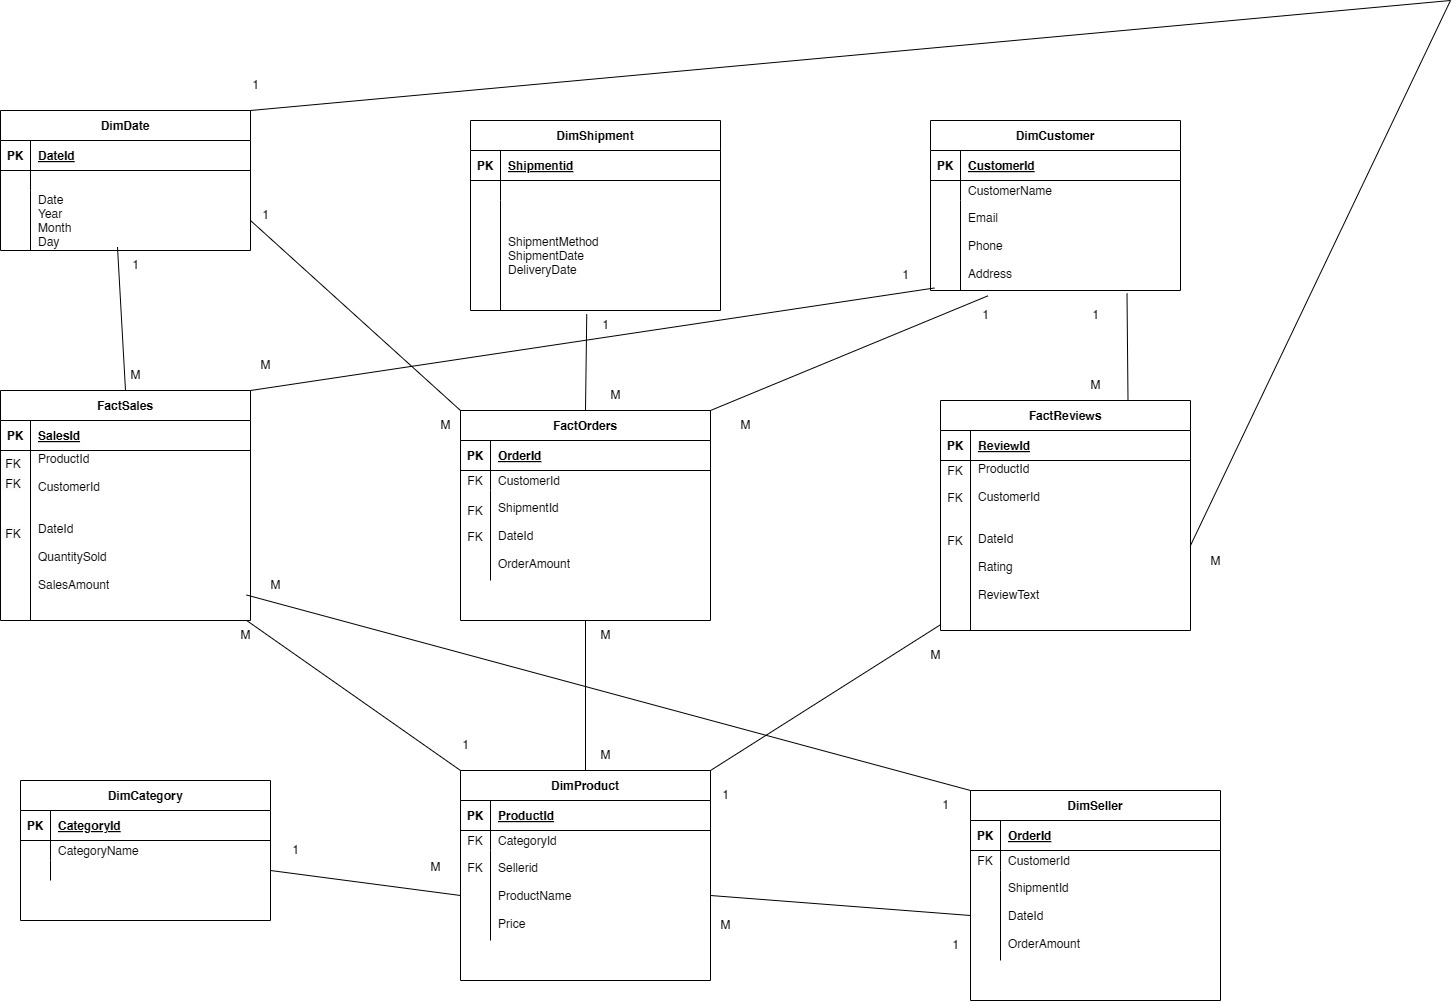 1
DimDate
PK DateId
Date
Year
Month
Day
1
1
DimShipment
PK Shipmentid
ShipmentMethod
ShipmentDate
DeliveryDate
1
DimCustomer
PK CustomerId
CustomerName
Email
Phone
Address
1
1
1
M
M
M
M
M
M
FactSales
PK SalesId
FK ProductId
FK CustomerId
FK DateId
QuantitySold
SalesAmount
M
M
FactOrders
PK OrderId
FK CustomerId
FK ShipmentId
FK DateId
OrderAmount
M
FactReviews
PK ReviewId
FK ProductId
FK CustomerId
FK DateId
Rating
ReviewText
M
M
1
M
1
1
DimCategory
PK CategoryId
CategoryName
1
M
DimProduct
PK ProductId
FK CategoryId
FK Sellerid
ProductName
Price
M
1
DimSeller
PK OrderId
FK CustomerId
ShipmentId
DateId
OrderAmount